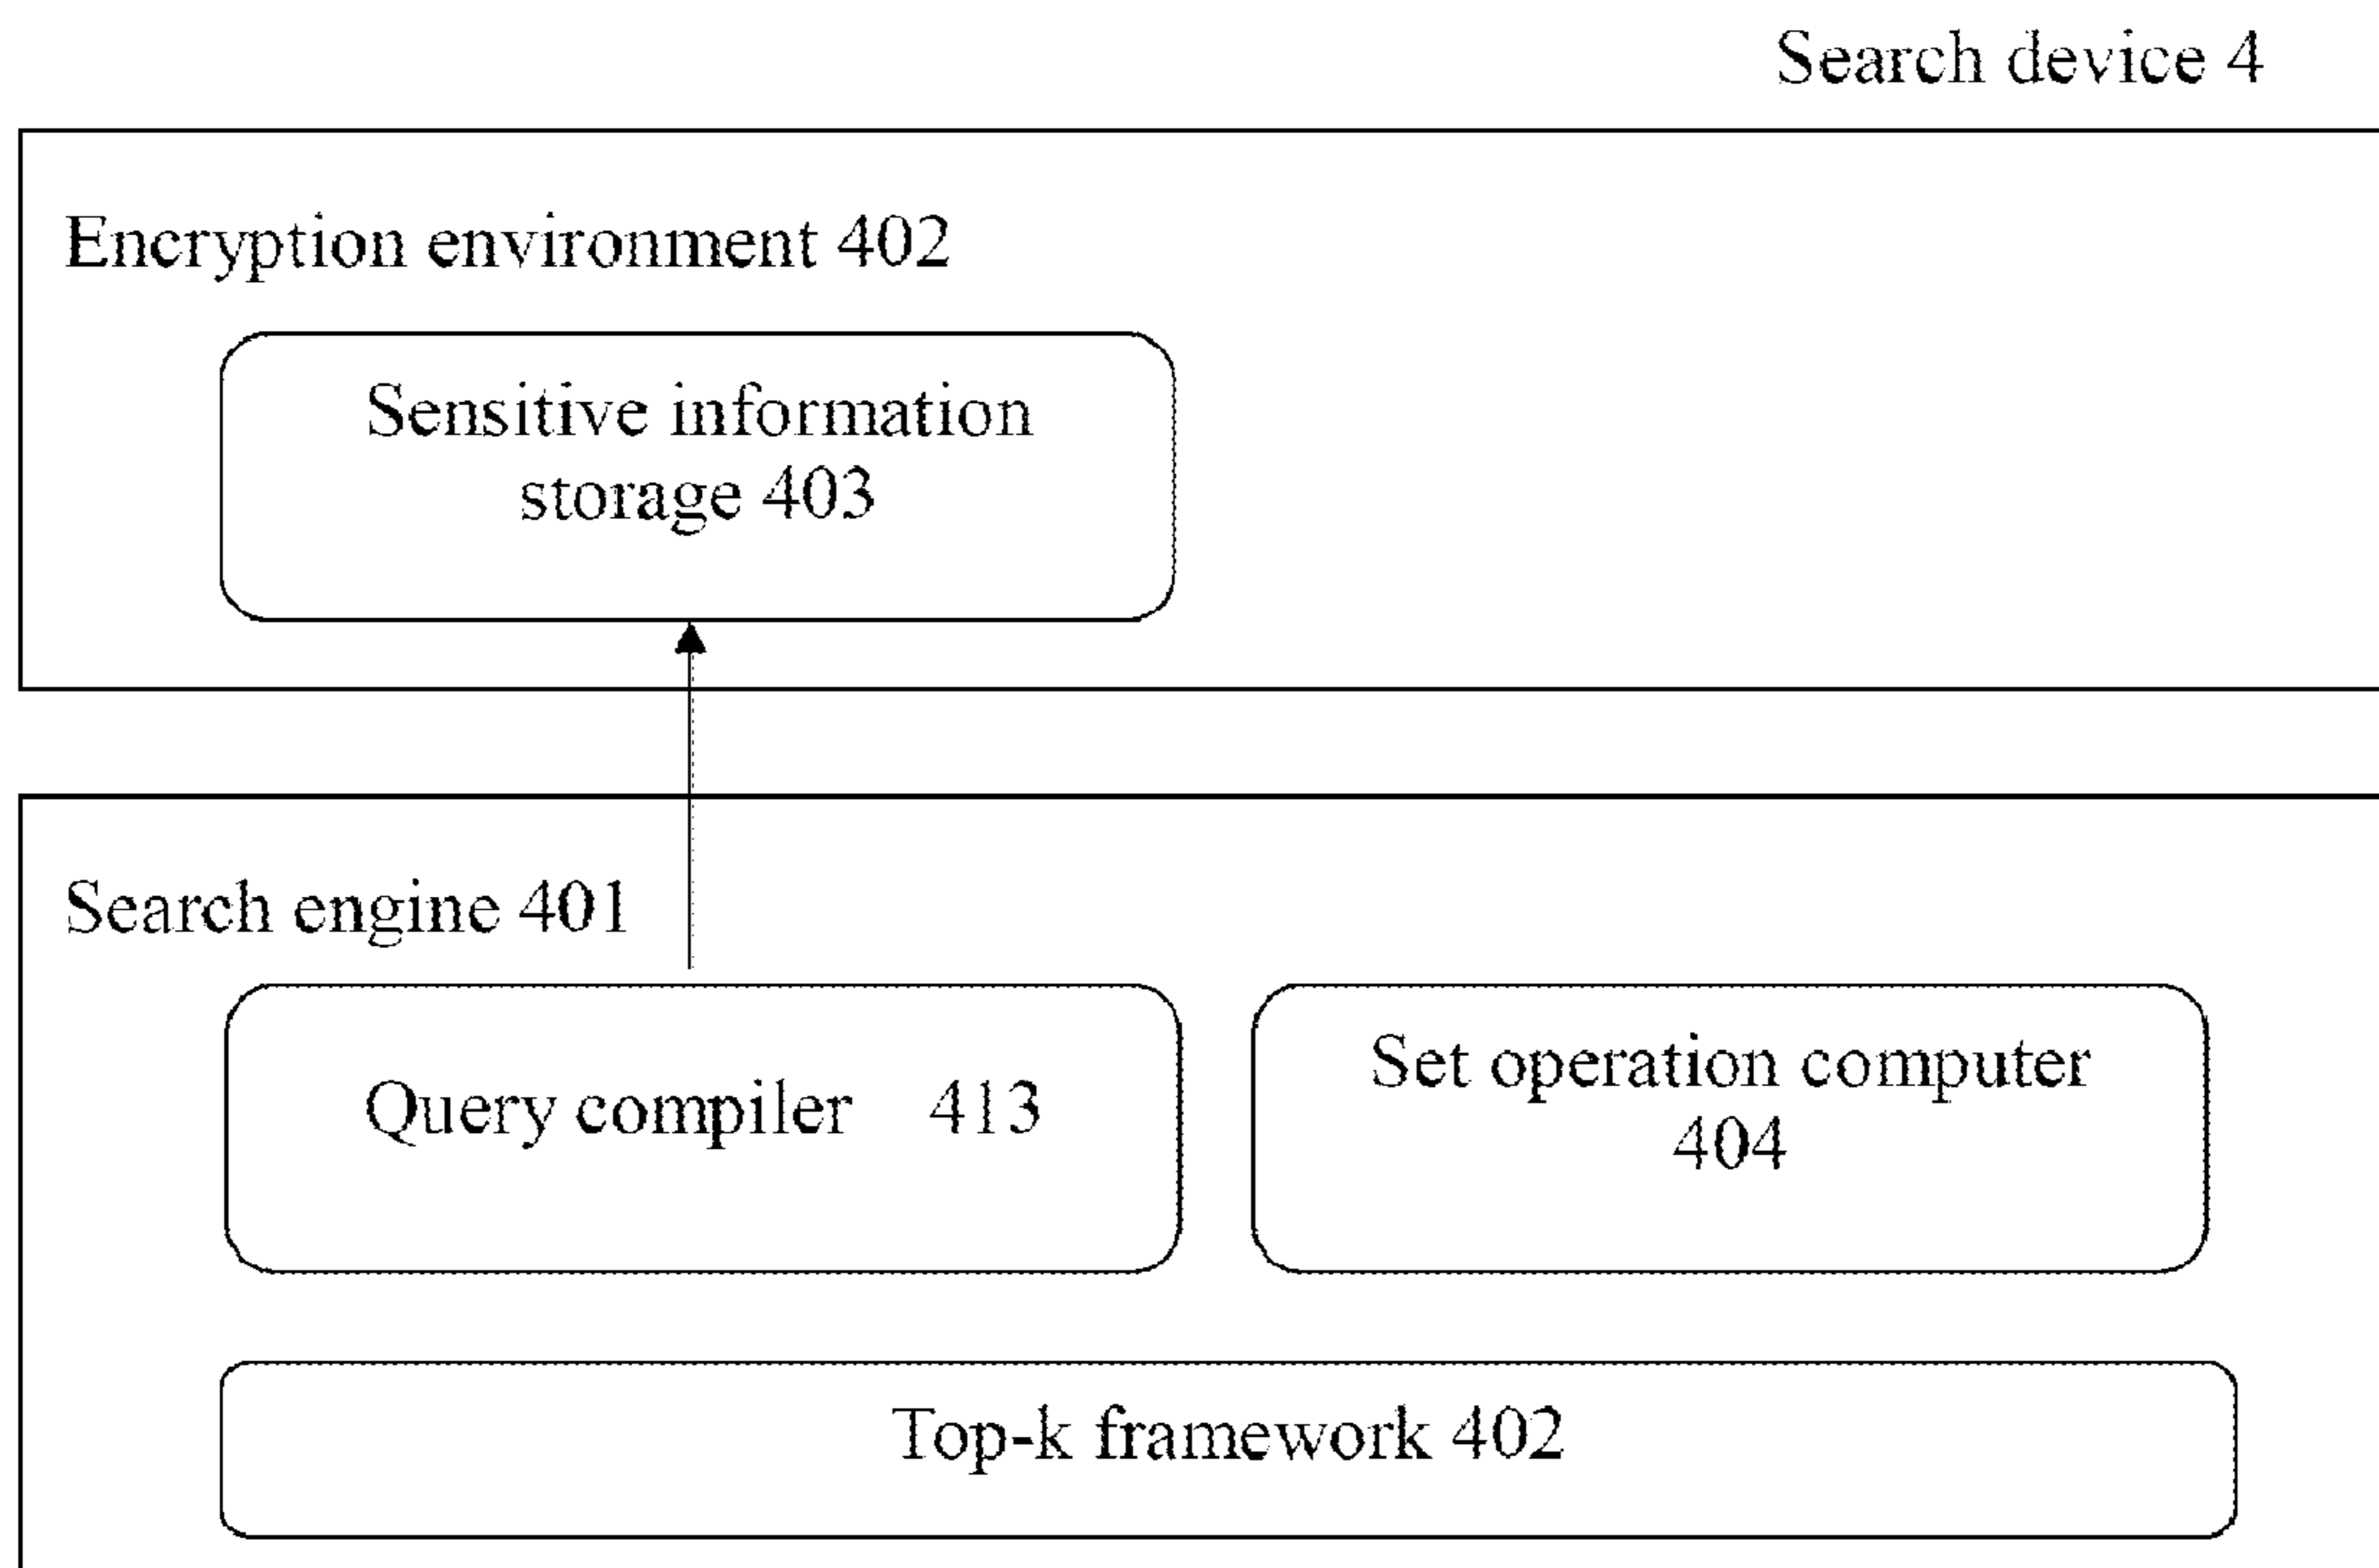 Search device 4
Encryption environment 402
Sensitive information
storage 403
Search engine 401
Query compiler 413
Set operation computer
404
Top-k framework 402